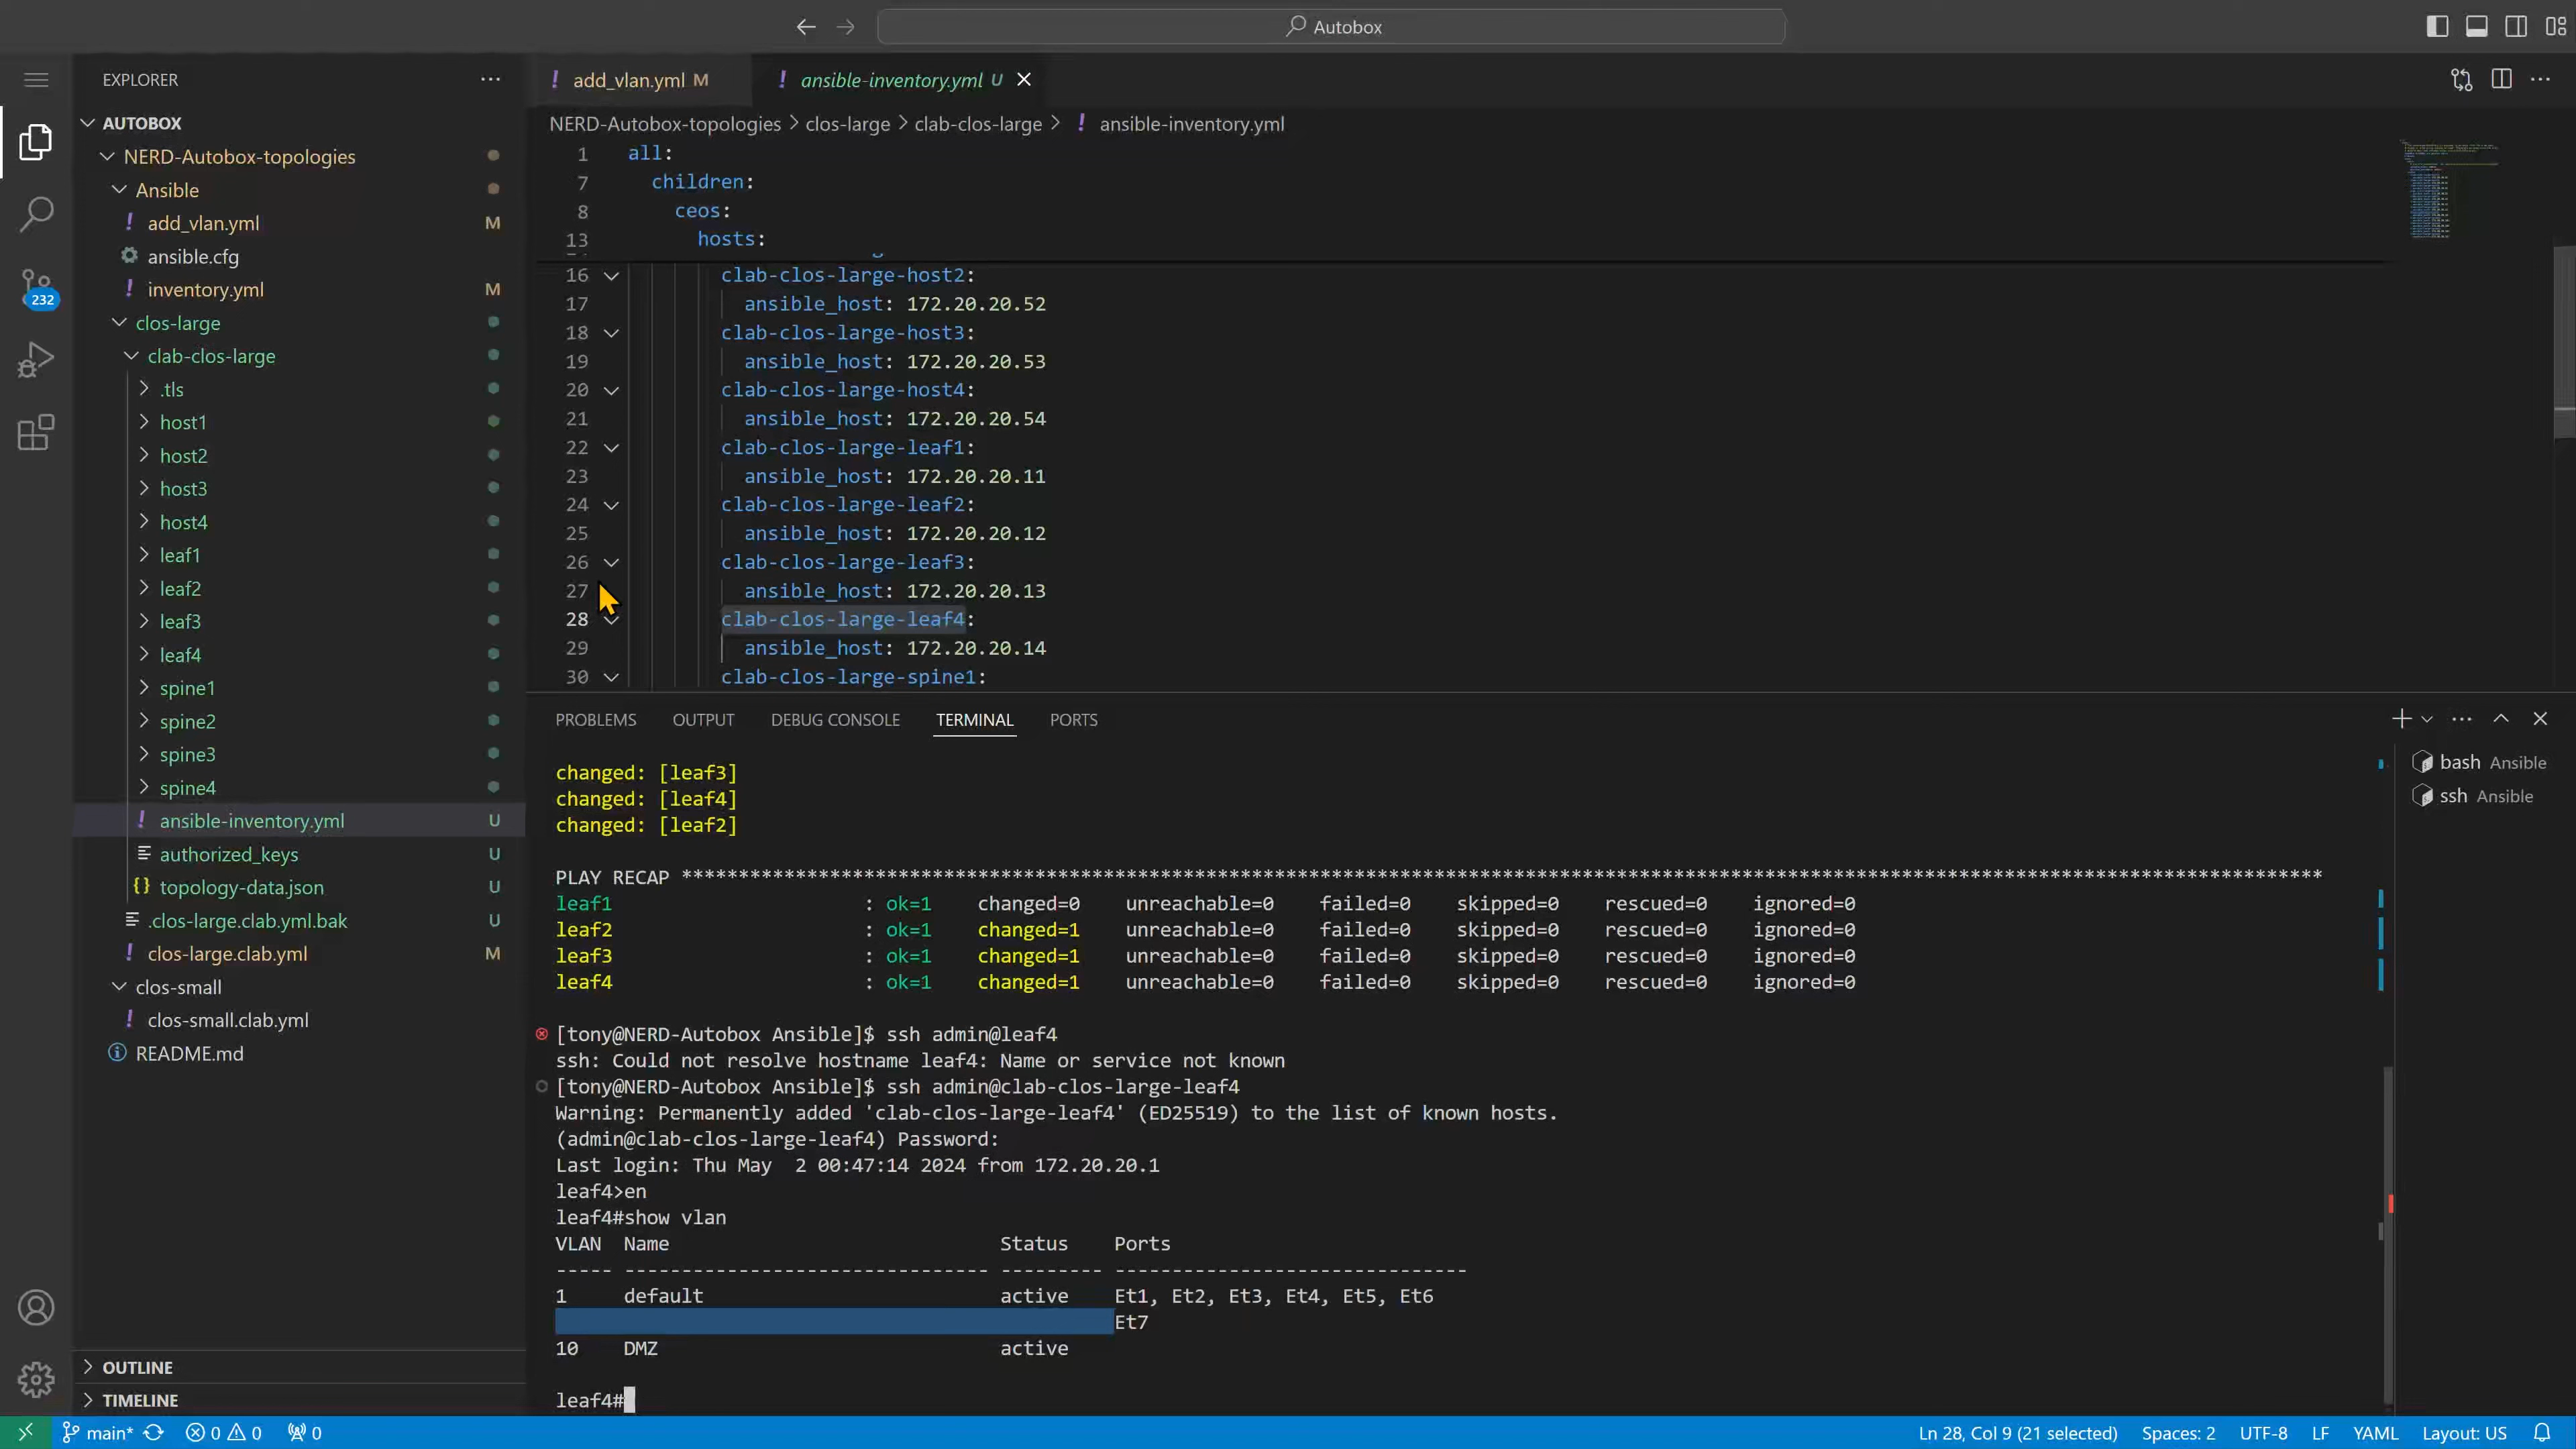 Autobox
EXPLORER
AUTOBOX
NERD-Autobox-topologies
Ansible
add_vlan.yml M
ansible.cfg
inventory.yml M
232
clos-large
clab-clos-large
.tls
host1
host2
host3
host4
leaf1
leaf2
leaf3
leaf4
spine1
spine2
spine3
spine4
ansible-inventory.yml U
authorized_keys U
topology-data.json U
.clos-large.clab.yml.bak U
clos-large.clab.yml M
clos-small
clos-small.clab.yml
README.md
OUTLINE
TIMELINE
add_vlan.yml M
ansible-inventory.yml U
NERD-Autobox-topologies > clos-large > clab-clos-large > ansible-inventory.yml
1 all:
7 children:
8 ceos:
13 hosts:
16 clab-clos-large-host2:
17 ansible_host: 172.20.20.52
18 clab-clos-large-host3:
19 ansible_host: 172.20.20.53
20 clab-clos-large-host4:
21 ansible_host: 172.20.20.54
22 clab-clos-large-leaf1:
23 ansible_host: 172.20.20.11
24 clab-clos-large-leaf2:
25 ansible_host: 172.20.20.12
26 clab-clos-large-leaf3:
27 ansible_host: 172.20.20.13
28 clab-clos-large-leaf4:
29 ansible_host: 172.20.20.14
30 clab-clos-large-spine1:
PROBLEMS OUTPUT DEBUG CONSOLE TERMINAL PORTS
bash Ansible
ssh Ansible
changed: [leaf3]
changed: [leaf4]
changed: [leaf2]
PLAY RECAP ************************************************************************************************************************************************
leaf1 : ok=1 changed=0 unreachable=0 failed=0 skipped=0 rescued=0 ignored=0
leaf2 : ok=1 changed=1 unreachable=0 failed=0 skipped=0 rescued=0 ignored=0
leaf3 : ok=1 changed=1 unreachable=0 failed=0 skipped=0 rescued=0 ignored=0
leaf4 : ok=1 changed=1 unreachable=0 failed=0 skipped=0 rescued=0 ignored=0
[tony@NERD-Autobox Ansible]$ ssh admin@leaf4
ssh: Could not resolve hostname leaf4: Name or service not known
[tony@NERD-Autobox Ansible]$ ssh admin@clab-clos-large-leaf4
Warning: Permanently added 'clab-clos-large-leaf4' (ED25519) to the list of known hosts.
(admin@clab-clos-large-leaf4) Password:
Last login: Thu May  2 00:47:14 2024 from 172.20.20.1
leaf4>en
leaf4#show vlan
VLAN Name Status Ports
----- -------------------------------- --------- -------------------------------
1 default active Et1, Et2, Et3, Et4, Et5, Et6
Et7
10 DMZ active
leaf4#
main* 0 0 0 Ln 28, Col 9 (21 selected) Spaces: 2 UTF-8 LF YAML Layout: US